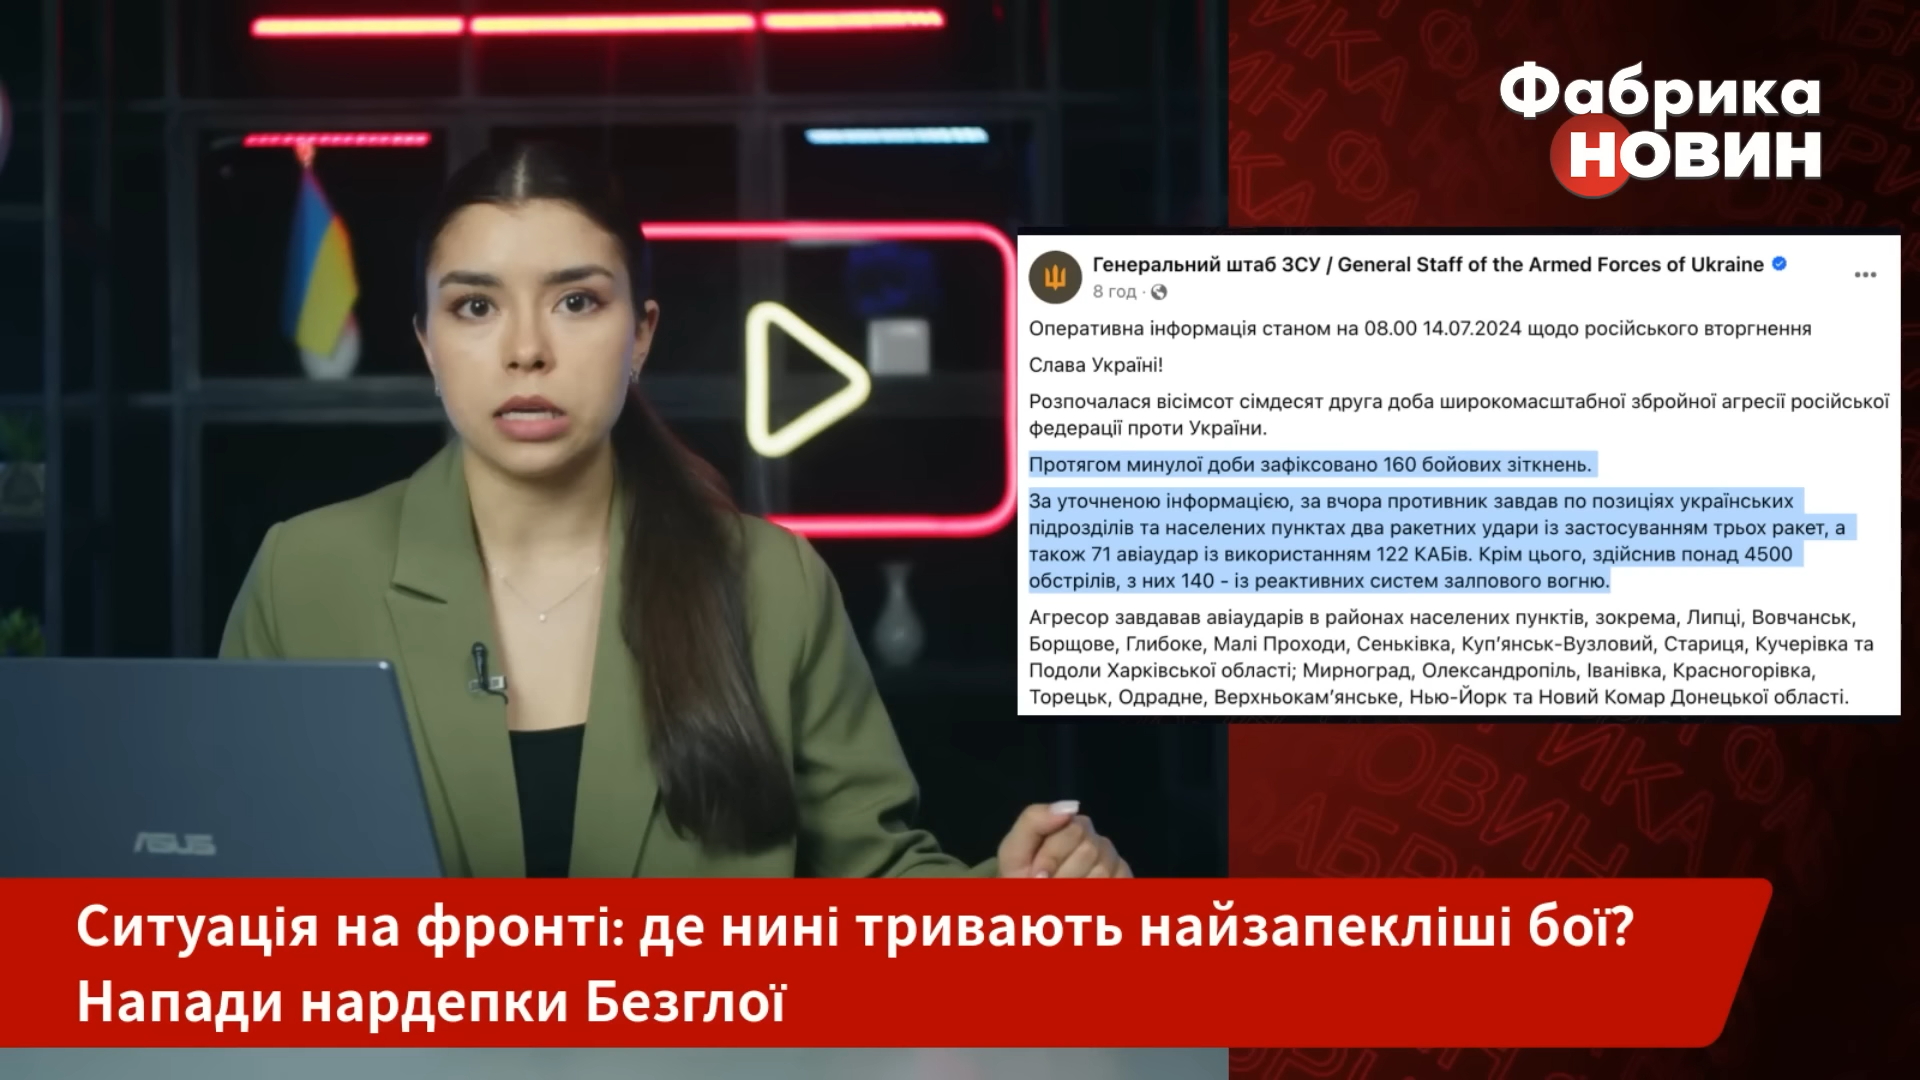 Фабрика
новин
Генеральний штаб ЗСУ / General Staff of the Armed Forces of Ukraine
8 год ·
Оперативна інформація станом на 08.00 14.07.2024 щодо російського вторгнення
Слава Україні!
Розпочалася вісімсот сімдесят друга доба широкомасштабної збройної агресії російської
федерації проти України.
Протягом минулої доби зафіксовано 160 бойових зіткнень.
За уточненою інформацією, за вчора противник завдав по позиціях українських
підрозділів та населених пунктах два ракетних удари із застосуванням трьох ракет, а
також 71 авіаудар із використанням 122 КАБів. Крім цього, здійснив понад 4500
обстрілів, з них 140 - із реактивних систем залпового вогню.
Агресор завдавав авіаударів в районах населених пунктів, зокрема, Липці, Вовчанськ,
Борщове, Глибоке, Малі Проходи, Сеньківка, Куп’янськ-Вузловий, Стариця, Кучерівка та
Подоли Харківської області; Мирноград, Олександропіль, Іванівка, Красногорівка,
Торецьк, Одрадне, Верхньокам’янське, Нью-Йорк та Новий Комар Донецької області.
ASUS
Ситуація на фронті: де нині тривають найзапекліші бої?
Напади нардепки Безглої